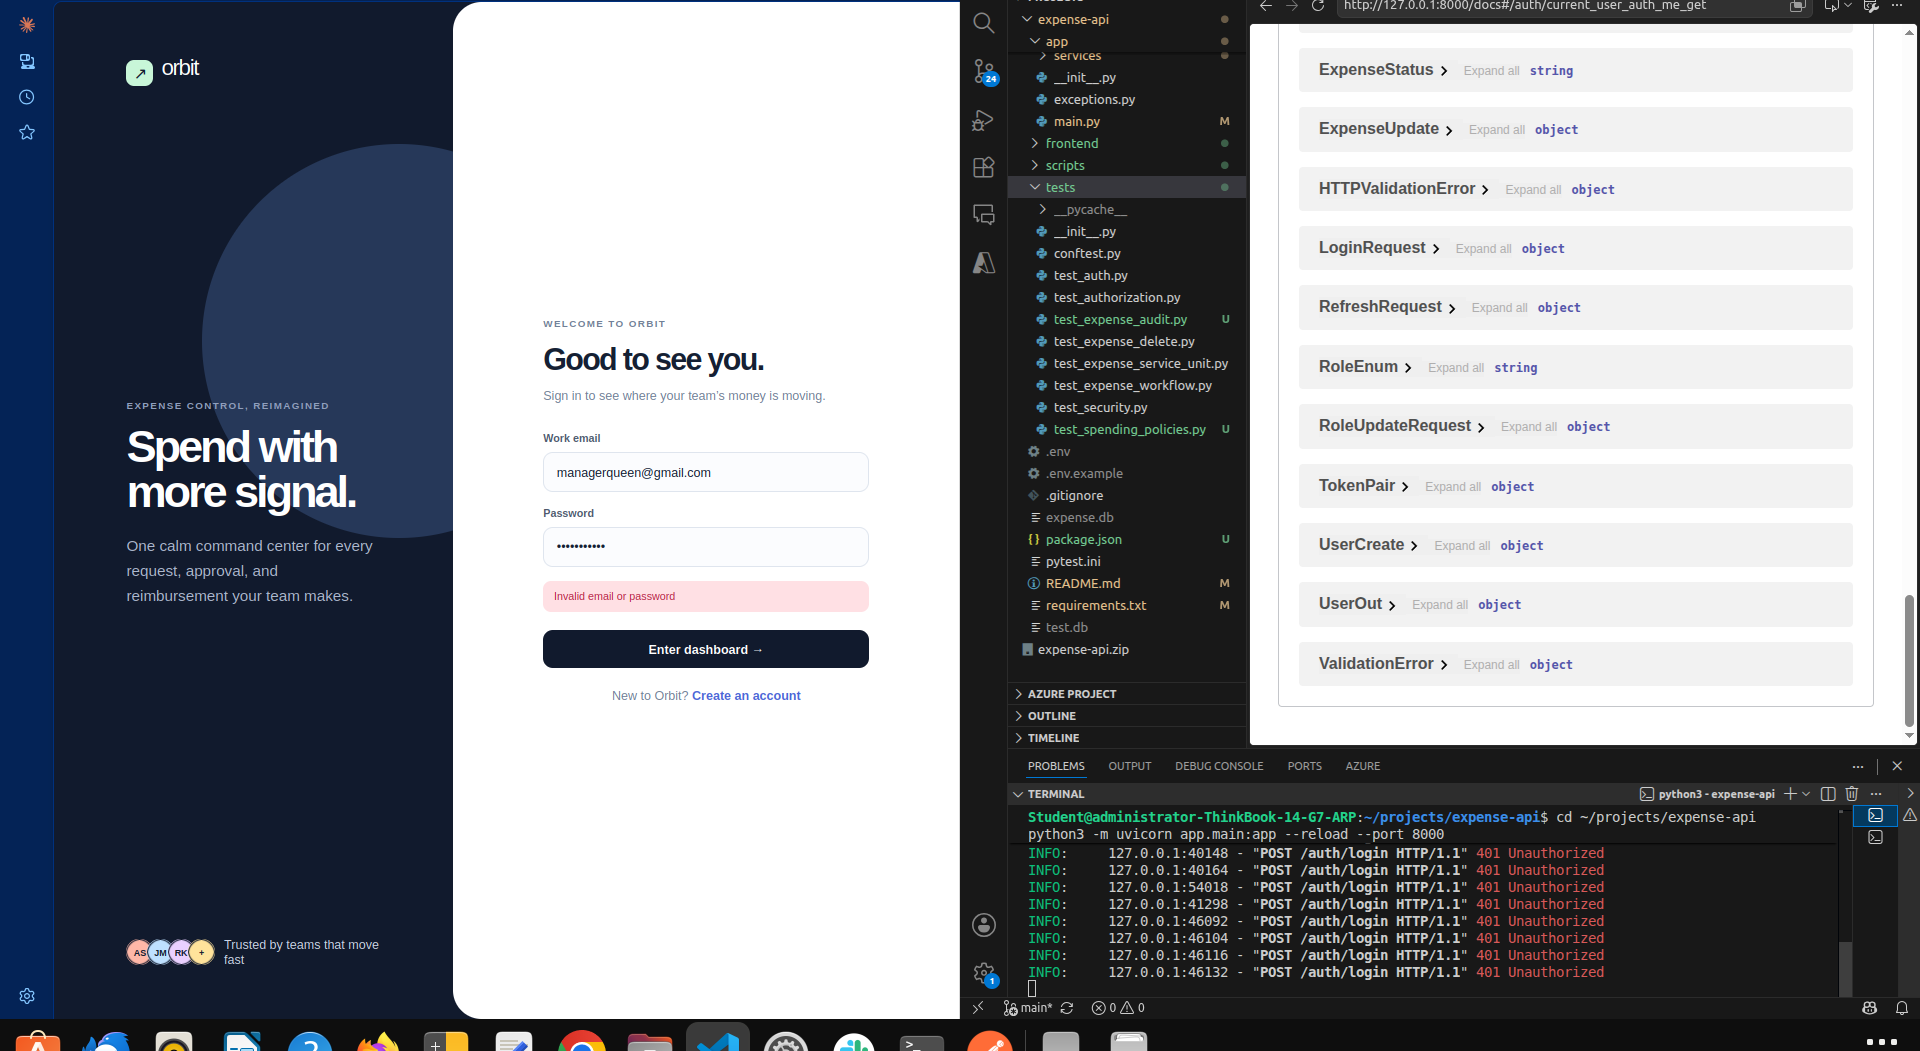 orbit
EXPENSE CONTROL, REIMAGINED
Spend with
more signal.
One calm command center for every
request, approval, and
reimbursement your team makes.
AS JM RK +
Trusted by teams that move
fast
WELCOME TO ORBIT
Good to see you.
Sign in to see where your team's money is moving.
Work email
managerqueen@gmail.com
Password
•••••••••••
Invalid email or password
Enter dashboard →
New to Orbit? Create an account
24
1
expense-api
app
services
__init__.py
exceptions.py
main.py M
frontend
scripts
tests
__pycache__
__init__.py
conftest.py
test_auth.py
test_authorization.py
test_expense_audit.py U
test_expense_delete.py
test_expense_service_unit.py
test_expense_workflow.py
test_security.py
test_spending_policies.py U
.env
.env.example
.gitignore
expense.db
package.json U
pytest.ini
README.md M
requirements.txt M
test.db
expense-api.zip
AZURE PROJECT
OUTLINE
TIMELINE
http://127.0.0.1:8000/docs#/auth/current_user_auth_me_get
ExpenseStatus Expand all string
ExpenseUpdate Expand all object
HTTPValidationError Expand all object
LoginRequest Expand all object
RefreshRequest Expand all object
RoleEnum Expand all string
RoleUpdateRequest Expand all object
TokenPair Expand all object
UserCreate Expand all object
UserOut Expand all object
ValidationError Expand all object
PROBLEMS OUTPUT DEBUG CONSOLE PORTS AZURE
TERMINAL python3 - expense-api
Student@administrator-ThinkBook-14-G7-ARP:~/projects/expense-api$ cd ~/projects/expense-api
python3 -m uvicorn app.main:app --reload --port 8000
INFO: 127.0.0.1:40148 - "POST /auth/login HTTP/1.1" 401 Unauthorized
INFO: 127.0.0.1:40164 - "POST /auth/login HTTP/1.1" 401 Unauthorized
INFO: 127.0.0.1:54018 - "POST /auth/login HTTP/1.1" 401 Unauthorized
INFO: 127.0.0.1:41298 - "POST /auth/login HTTP/1.1" 401 Unauthorized
INFO: 127.0.0.1:46092 - "POST /auth/login HTTP/1.1" 401 Unauthorized
INFO: 127.0.0.1:46104 - "POST /auth/login HTTP/1.1" 401 Unauthorized
INFO: 127.0.0.1:46116 - "POST /auth/login HTTP/1.1" 401 Unauthorized
INFO: 127.0.0.1:46132 - "POST /auth/login HTTP/1.1" 401 Unauthorized
main* 0 0